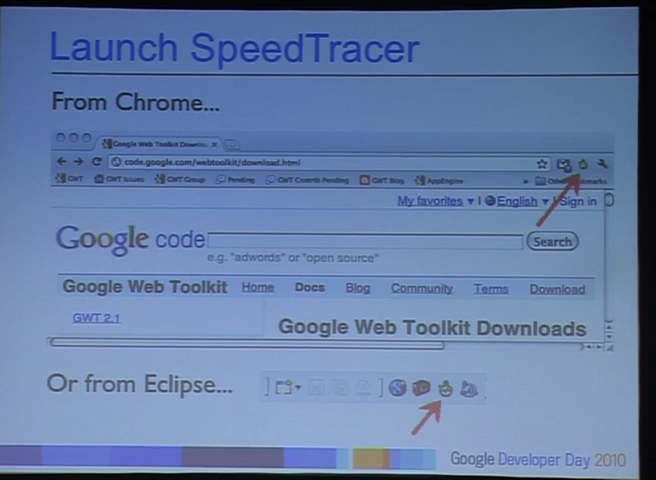 Launch SpeedTracer
From Chrome...
Google Web Toolkit Downlo... x
code.google.com/webtoolkit/download.html
GWT GWT Issues GWT Group Pending GWT Contrib Pending GWT Blog AppEngine » Other Bookmarks
My favorites ▼ | English ▼ | Sign in
Google code Search
e.g. "adwords" or "open source"
Google Web Toolkit Home Docs Blog Community Terms Download
GWT 2.1
Google Web Toolkit Downloads
Or from Eclipse...
Google Developer Day 2010